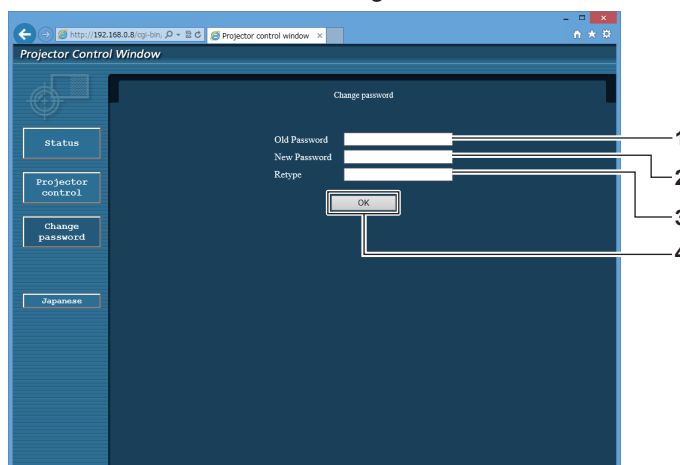 http://192.168.0.8/cgi-bin,
Projector control window
Projector Control Window
Change password
Old Password
1
Status
New Password
2
Retype
Projector
control
OK
3
Change
password
4
Japanese